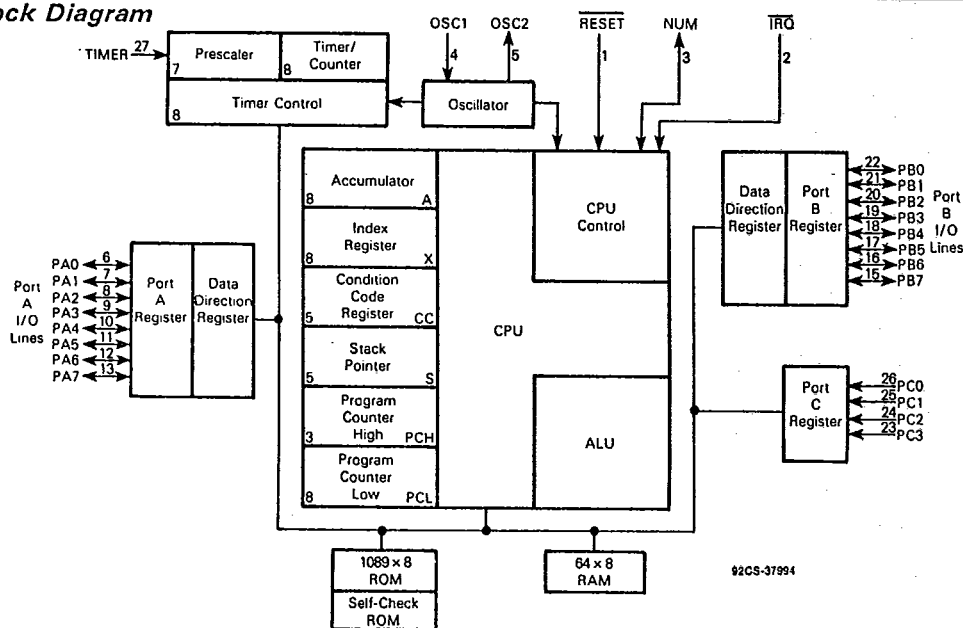 ock Diagram
OSC1
OSC2
RESET
NUM
IRQ
4
5
1
3
2
TIMER
27
Prescaler
7
Timer/
Counter
8
Timer Control
8
Oscillator
Accumulator
8
A
Index
Register
8
X
Condition
Code
Register
5
CC
Stack
Pointer
5
S
Program
Counter
High
3
PCH
Program
Counter
Low
8
PCL
CPU
CPU
Control
ALU
Port
A
I/O
Lines
PA0 6
PA1 7
PA2 8
PA3 9
PA4 10
PA5 11
PA6 12
PA7 13
Port
A
Register
Data
Direction
Register
Data
Direction
Register
Port
B
Register
22 PB0
21 PB1
20 PB2
19 PB3
18 PB4
17 PB5
16 PB6
15 PB7
Port
B
I/O
Lines
Port
C
Register
26 PC0
25 PC1
24 PC2
23 PC3
1089 x 8
ROM
Self-Check
ROM
64 x 8
RAM
92CS-37994